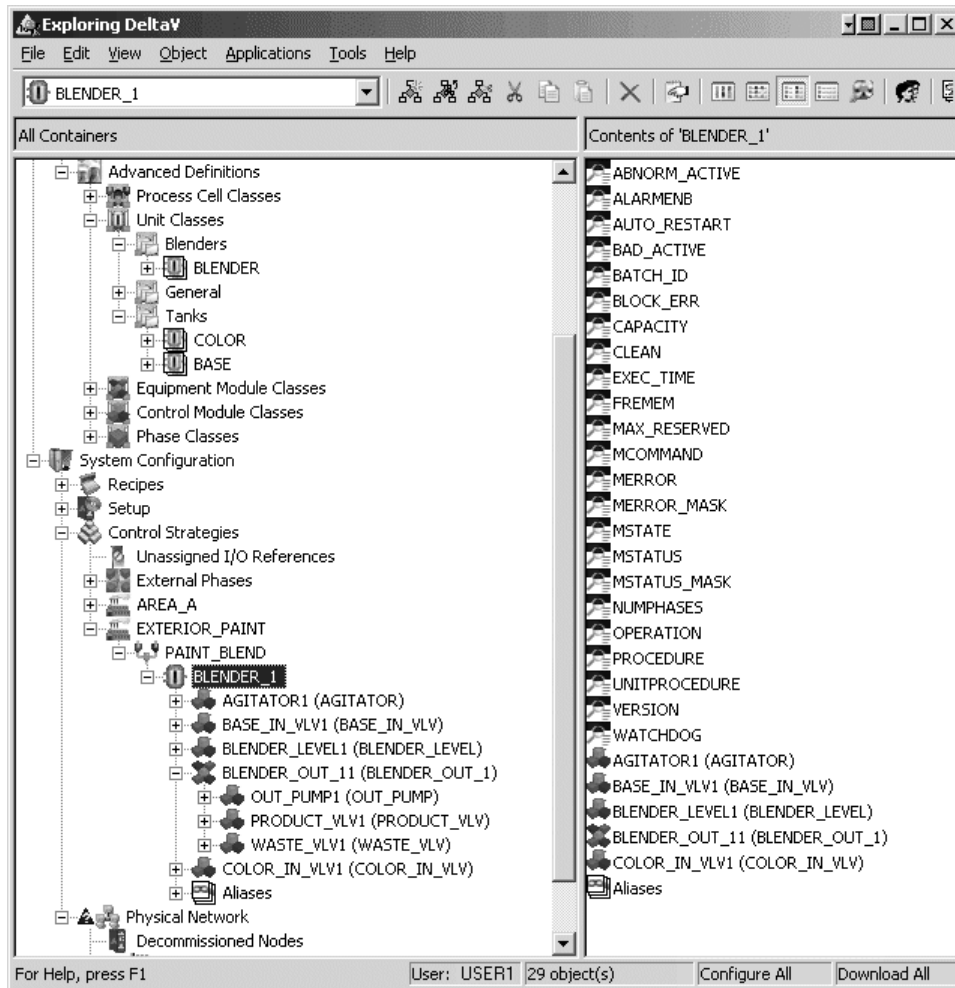 Exploring DeltaV
File Edit View Object Applications Tools Help
BLENDER_1
All Containers
Contents of 'BLENDER_1'
Advanced Definitions
Process Cell Classes
Unit Classes
Blenders
BLENDER
General
Tanks
COLOR
BASE
Equipment Module Classes
Control Module Classes
Phase Classes
System Configuration
Recipes
Setup
Control Strategies
Unassigned I/O References
External Phases
AREA_A
EXTERIOR_PAINT
PAINT_BLEND
BLENDER_1
AGITATOR1 (AGITATOR)
BASE_IN_VLV1 (BASE_IN_VLV)
BLENDER_LEVEL1 (BLENDER_LEVEL)
BLENDER_OUT_11 (BLENDER_OUT_1)
OUT_PUMP1 (OUT_PUMP)
PRODUCT_VLV1 (PRODUCT_VLV)
WASTE_VLV1 (WASTE_VLV)
COLOR_IN_VLV1 (COLOR_IN_VLV)
Aliases
Physical Network
Decommissioned Nodes
ABNORM_ACTIVE
ALARMENB
AUTO_RESTART
BAD_ACTIVE
BATCH_ID
BLOCK_ERR
CAPACITY
CLEAN
EXEC_TIME
FREMEM
MAX_RESERVED
MCOMMAND
MERROR
MERROR_MASK
MSTATE
MSTATUS
MSTATUS_MASK
NUMPHASES
OPERATION
PROCEDURE
UNITPROCEDURE
VERSION
WATCHDOG
AGITATOR1 (AGITATOR)
BASE_IN_VLV1 (BASE_IN_VLV)
BLENDER_LEVEL1 (BLENDER_LEVEL)
BLENDER_OUT_11 (BLENDER_OUT_1)
COLOR_IN_VLV1 (COLOR_IN_VLV)
Aliases
For Help, press F1
User: USER1
29 object(s)
Configure All
Download All